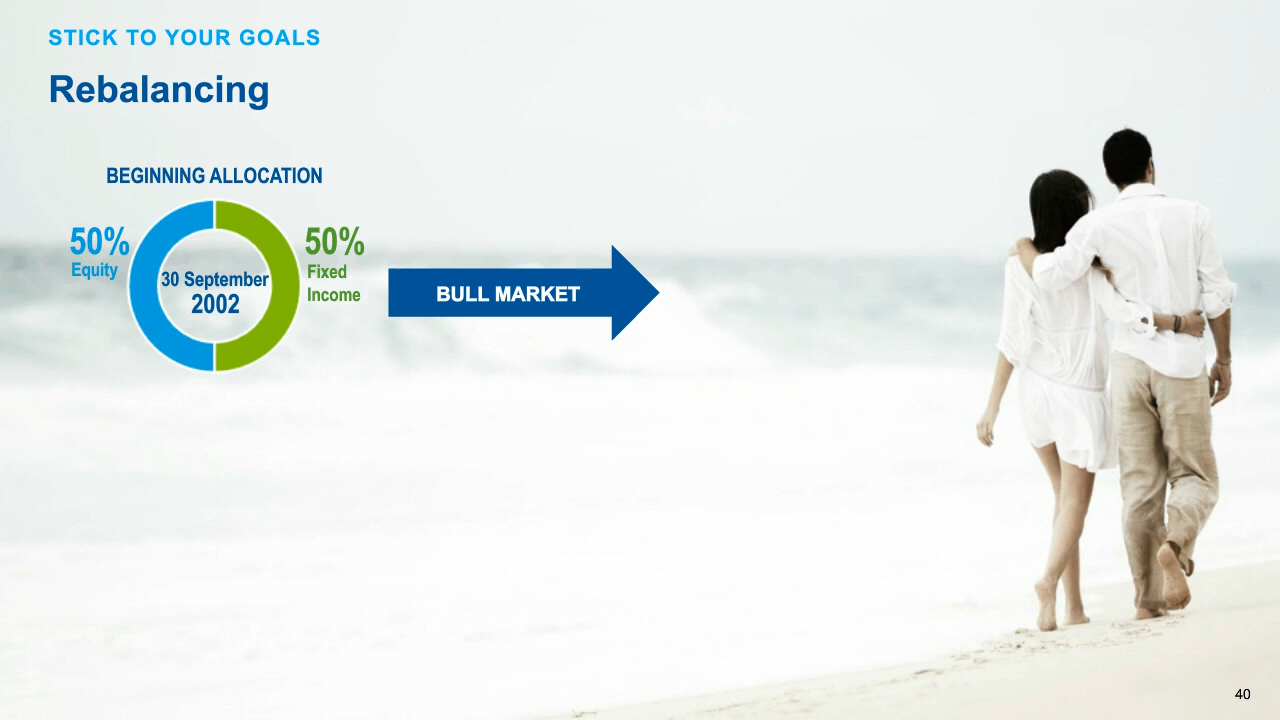 STICK TO YOUR GOALS
Rebalancing
BEGINNING ALLOCATION
50%
Equity
30 September
2002
50%
Fixed
Income
BULL MARKET
40